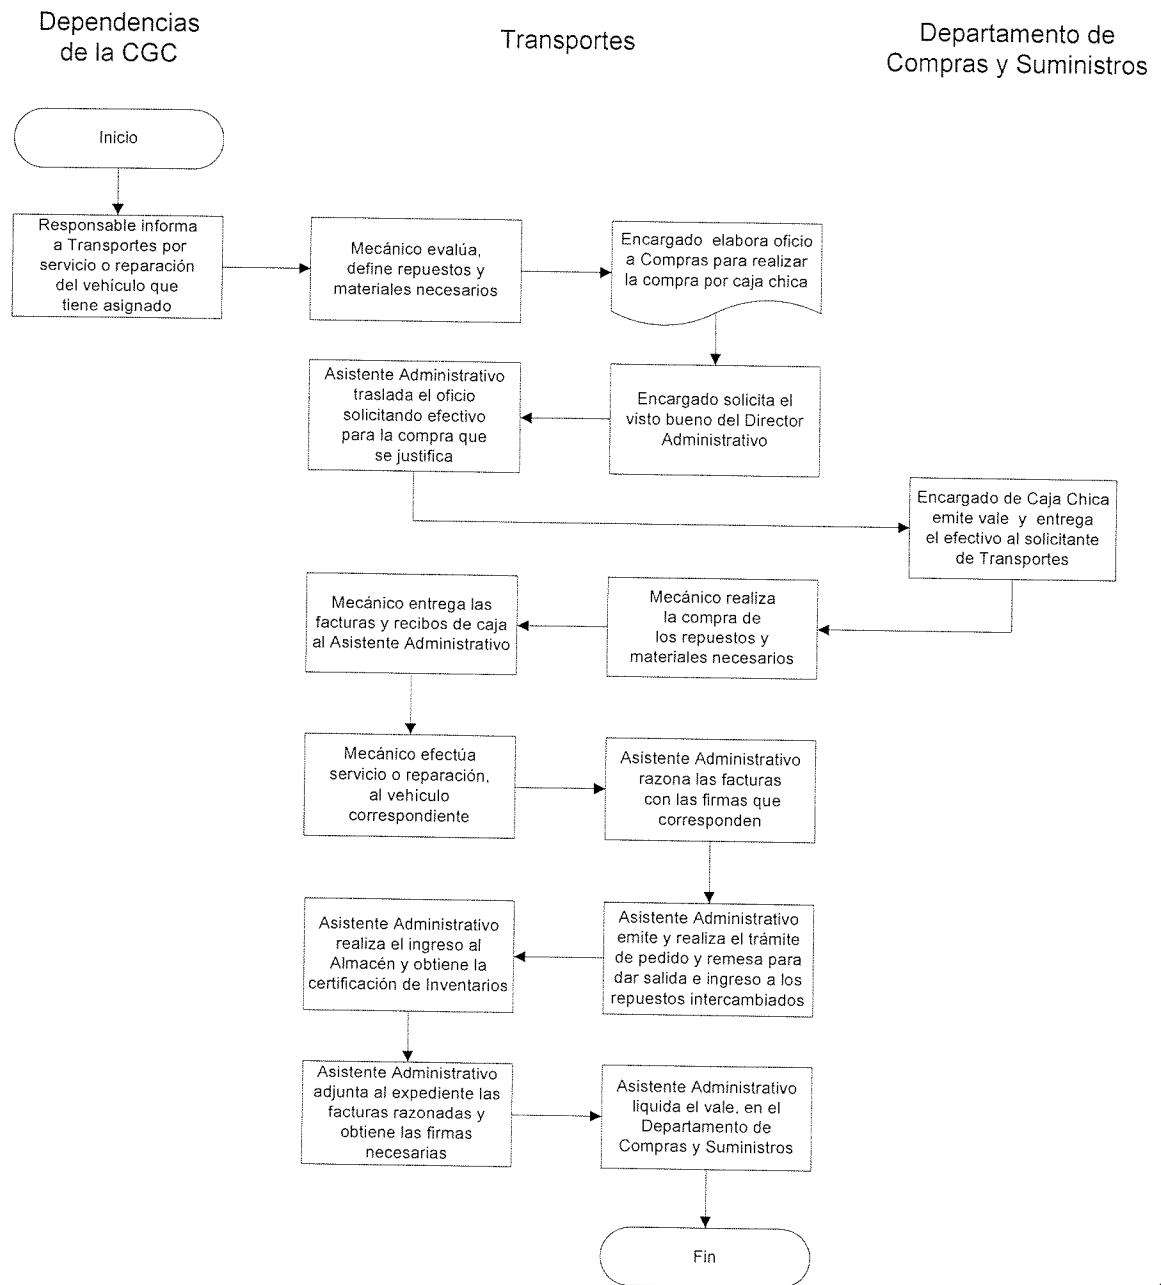 Dependencias
de la CGC
Transportes
Departamento de
Compras y Suministros
Inicio
Responsable informa
a Transportes por
servicio o reparación
del vehículo que
tiene asignado
Mecánico evalúa,
define repuestos y
materiales necesarios
Encargado elabora oficio
a Compras para realizar
la compra por caja chica
Asistente Administrativo
traslada el oficio
solicitando efectivo
para la compra que
se justifica
Encargado solicita el
visto bueno del Director
Administrativo
Encargado de Caja Chica
emite vale y entrega
el efectivo al solicitante
de Transportes
Mecánico entrega las
facturas y recibos de caja
al Asistente Administrativo
Mecánico realiza
la compra de
los repuestos y
materiales necesarios
Mecánico efectúa
servicio o reparación,
al vehículo
correspondiente
Asistente Administrativo
razona las facturas
con las firmas que
corresponden
Asistente Administrativo
realiza el ingreso al
Almacén y obtiene la
certificación de Inventarios
Asistente Administrativo
emite y realiza el trámite
de pedido y remesa para
dar salida e ingreso a los
repuestos intercambiados
Asistente Administrativo
adjunta al expediente las
facturas razonadas y
obtiene las firmas
necesarias
Asistente Administrativo
liquida el vale, en el
Departamento de
Compras y Suministros
Fin